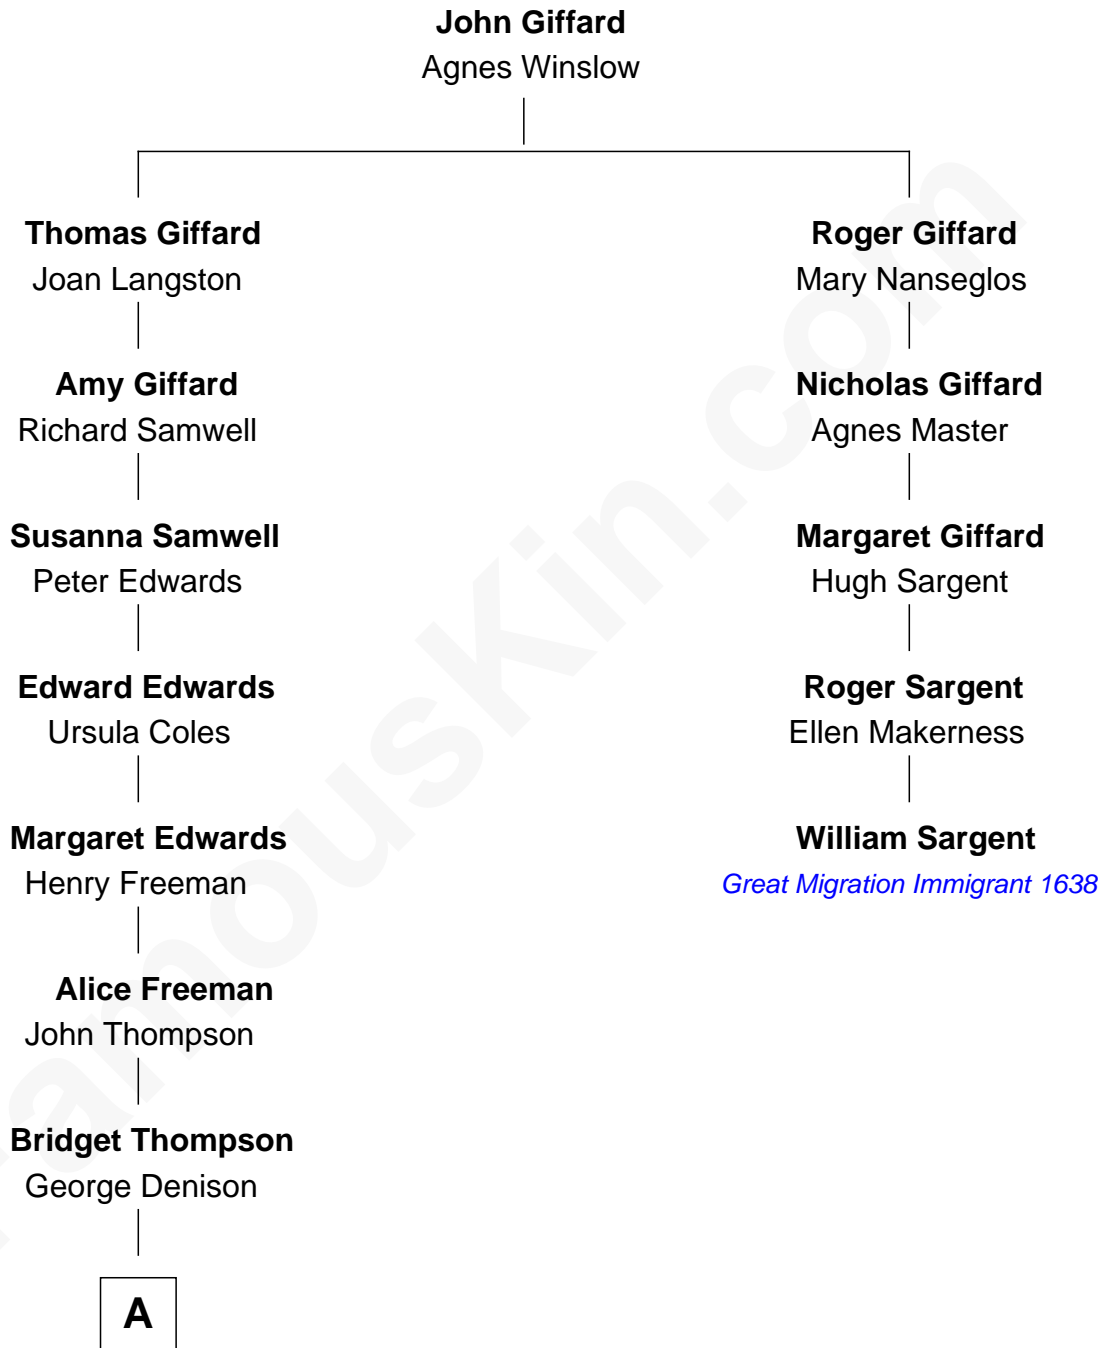 John Giffard
Agnes Winslow
Thomas Giffard
Joan Langston
Amy Giffard
Richard Samwell
Susanna Samwell
Peter Edwards
Edward Edwards
Ursula Coles
Margaret Edwards
Henry Freeman
Alice Freeman
John Thompson
Bridget Thompson
George Denison
A
Roger Giffard
Mary Nanseglos
Nicholas Giffard
Agnes Master
Margaret Giffard
Hugh Sargent
Roger Sargent
Ellen Makerness
William Sargent
Great Migration Immigrant 1638
FamousKin.com